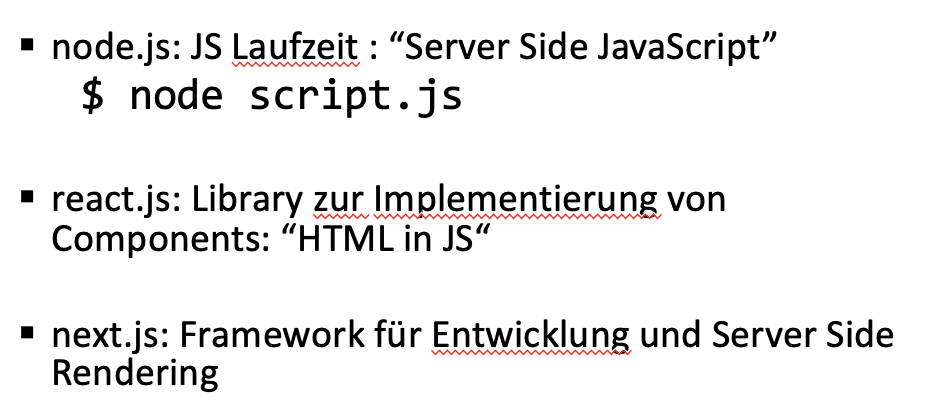 ▪ node.js: JS Laufzeit : “Server Side JavaScript”
$ node script.js
▪ react.js: Library zur Implementierung von
Components: “HTML in JS“
▪ next.js: Framework für Entwicklung und Server Side
Rendering